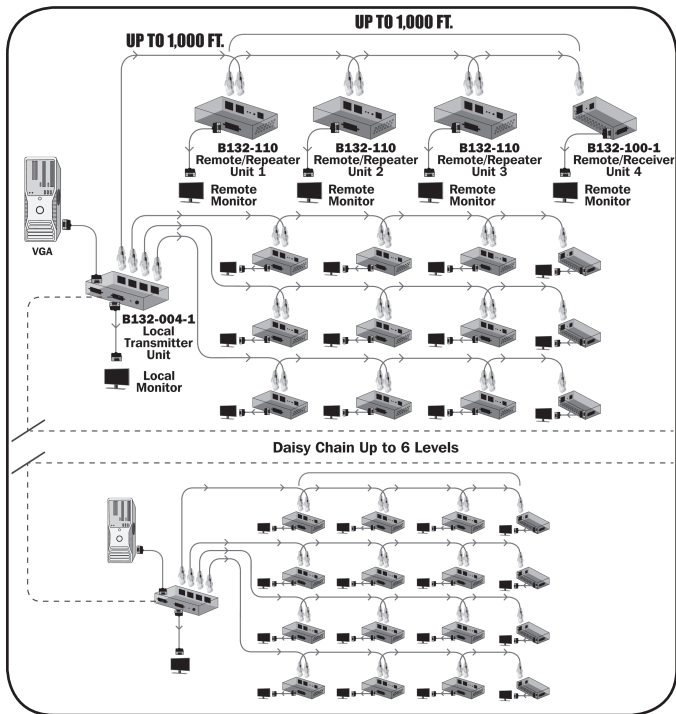 UP TO 1,000 FT.
UP TO 1,000 FT.
B132-110
Remote/Repeater
Unit 1
B132-110
Remote/Repeater
Unit 2
B132-110
Remote/Repeater
Unit 3
B132-100-1
Remote/Receiver
Unit 4
Remote
Monitor
Remote
Monitor
Remote
Monitor
Remote
Monitor
VGA
B132-004-1
Local
Transmitter
Unit
Local
Monitor
Daisy Chain Up to 6 Levels